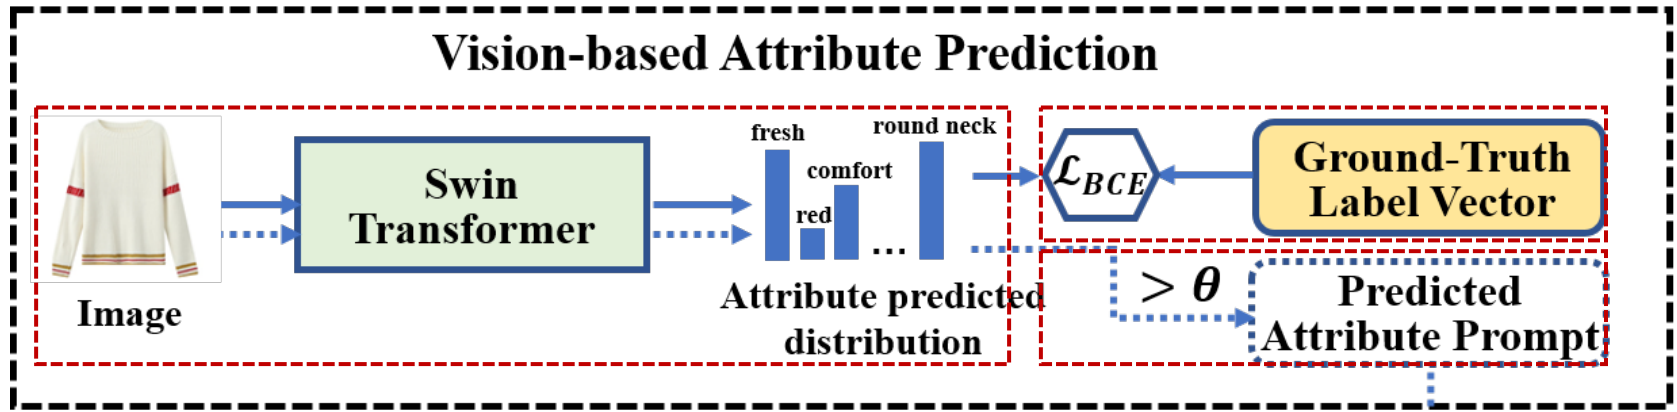 Vision-based Attribute Prediction
Image
Swin
Transformer
fresh
red
comfort
round neck
...
Attribute predicted
distribution
ℒ_BCE
Ground-Truth
Label Vector
> θ
Predicted
Attribute Prompt